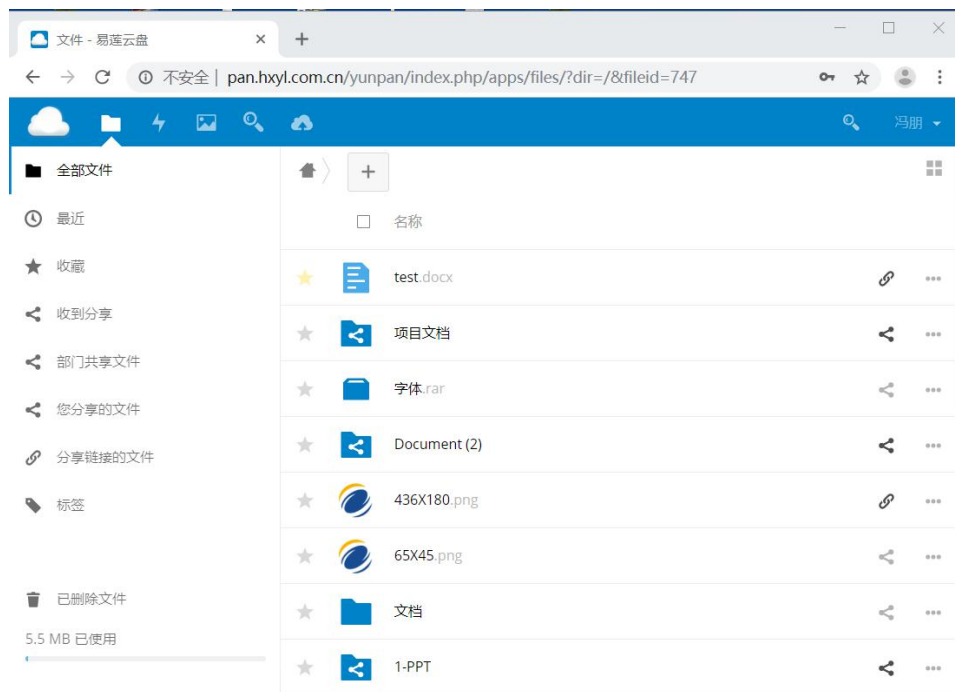 文件 - 易莲云盘
不安全 | pan.hxyl.com.cn/yunpan/index.php/apps/files/?dir=/&fileid=747
冯朋
全部文件
最近
收藏
收到分享
部门共享文件
您分享的文件
分享链接的文件
标签
已删除文件
5.5 MB 已使用
名称
test.docx
项目文档
字体.rar
Document (2)
436X180.png
65X45.png
文档
1-PPT